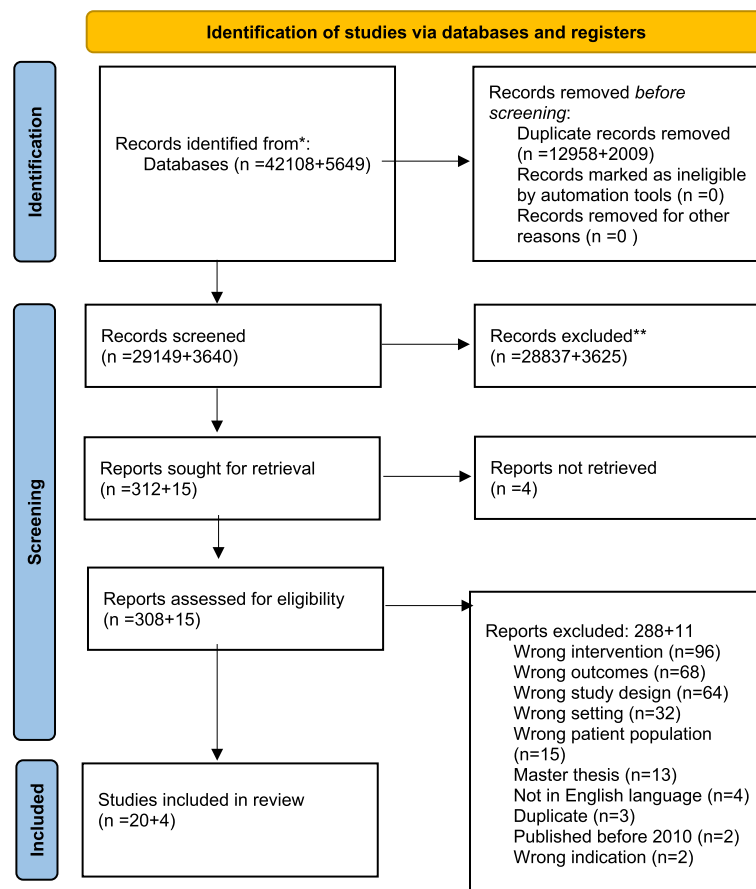 Identification of studies via databases and registers
Identification
Records identified from*:
Databases (n =42108+5649)
Records removed before
screening:
Duplicate records removed
(n =12958+2009)
Records marked as ineligible
by automation tools (n =0)
Records removed for other
reasons (n =0 )
Screening
Records screened
(n =29149+3640)
Records excluded**
(n =28837+3625)
Reports sought for retrieval
(n =312+15)
Reports not retrieved
(n =4)
Reports assessed for eligibility
(n =308+15)
Reports excluded: 288+11
Wrong intervention (n=96)
Wrong outcomes (n=68)
Wrong study design (n=64)
Wrong setting (n=32)
Wrong patient population
(n=15)
Master thesis (n=13)
Not in English language (n=4)
Duplicate (n=3)
Published before 2010 (n=2)
Wrong indication (n=2)
Included
Studies included in review
(n =20+4)